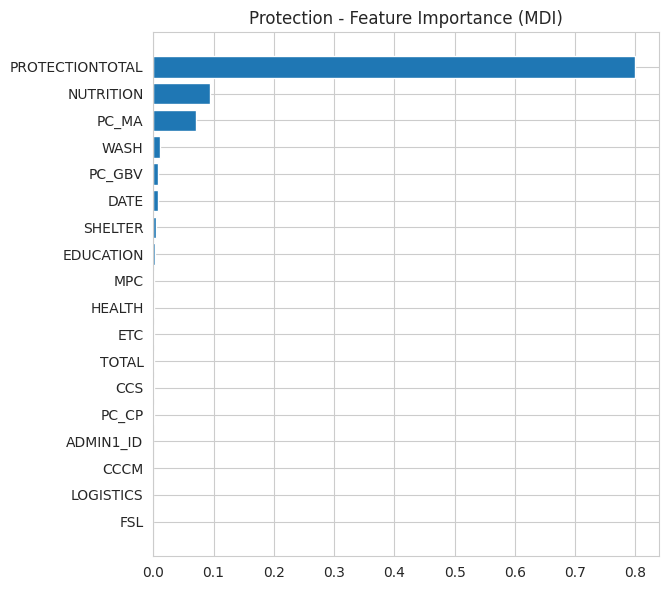 Protection - Feature Importance (MDI)
PROTECTIONTOTAL
NUTRITION
PC_MA
WASH
PC_GBV
DATE
SHELTER
EDUCATION
MPC
HEALTH
ETC
TOTAL
CCS
PC_CP
ADMIN1_ID
CCCM
LOGISTICS
FSL
0.0 0.1 0.2 0.3 0.4 0.5 0.6 0.7 0.8